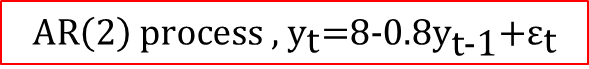 AR(2) process , yt=8-0.8yt-1+εt